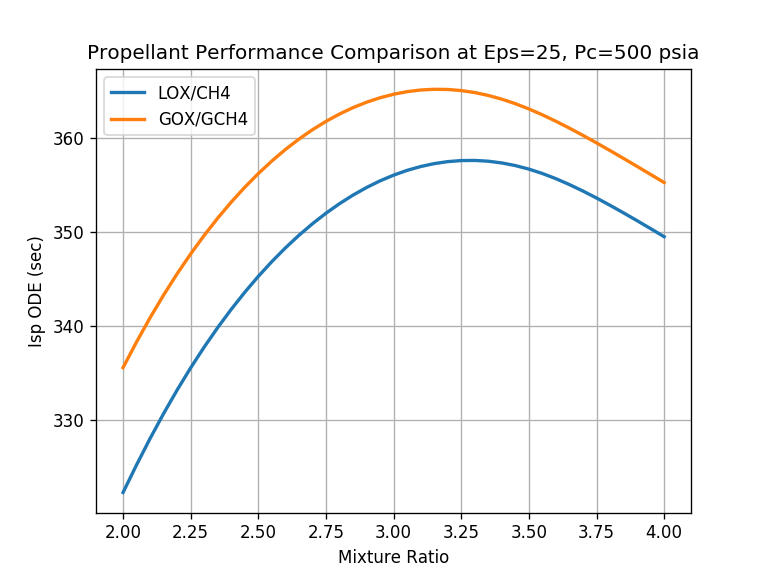 Propellant Performance Comparison at Eps=25, Pc=500 psia
LOX/CH4
GOX/GCH4
360
350
340
330
Isp ODE (sec)
2.00 2.25 2.50 2.75 3.00 3.25 3.50 3.75 4.00
Mixture Ratio